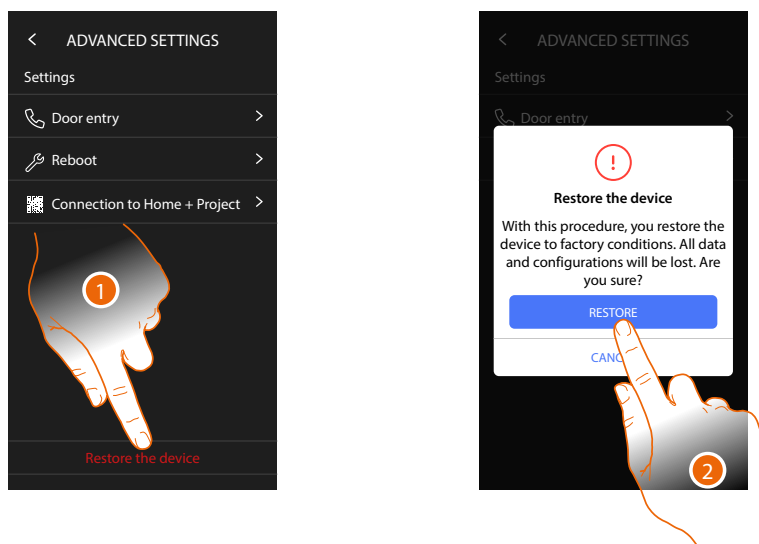 ADVANCED SETTINGS
Settings
Door entry
Reboot
Connection to Home + Project
1
Restore the device
ADVANCED SETTINGS
Settings
Door entry
Restore the device
With this procedure, you restore the
device to factory conditions. All data
and configurations will be lost. Are
you sure?
RESTORE
CANC
2